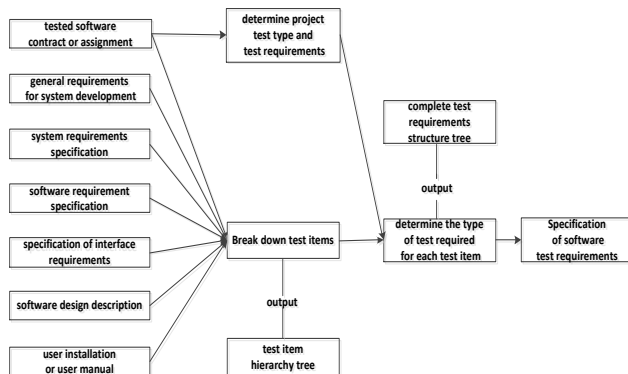 tested software
contract or assignment
general requirements
for system development
system requirements
specification
software requirement
specification
specification of interface
requirements
software design description
user installation
or user manual
determine project
test type and
test requirements
Break down test items
output
test item
hierarchy tree
complete test
requirements
structure tree
output
determine the type
of test required
for each test item
Specification
of software
test requirements